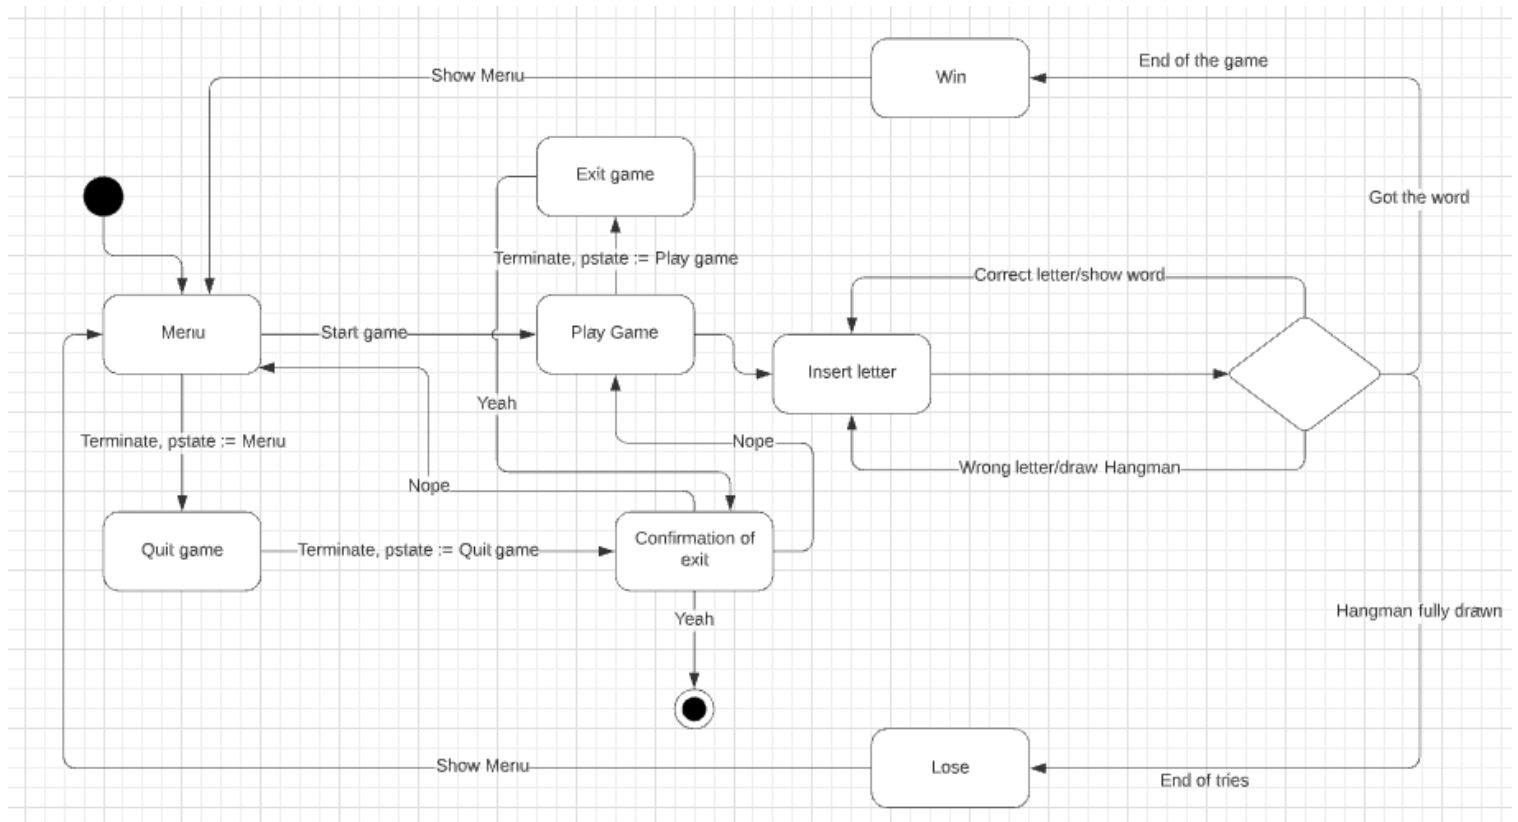 End of the game
Show Menu
Win
Exit game
Got the word
Terminate, pstate := Play game
Correct letter/show word
Menu
Start game
Play Game
Insert letter
Yeah
Terminate, pstate := Menu
Nope
Wrong letter/draw Hangman
Nope
Quit game
Terminate, pstate := Quit game
Confirmation of
exit
Yeah
Hangman fully drawn
Show Menu
Lose
End of tries